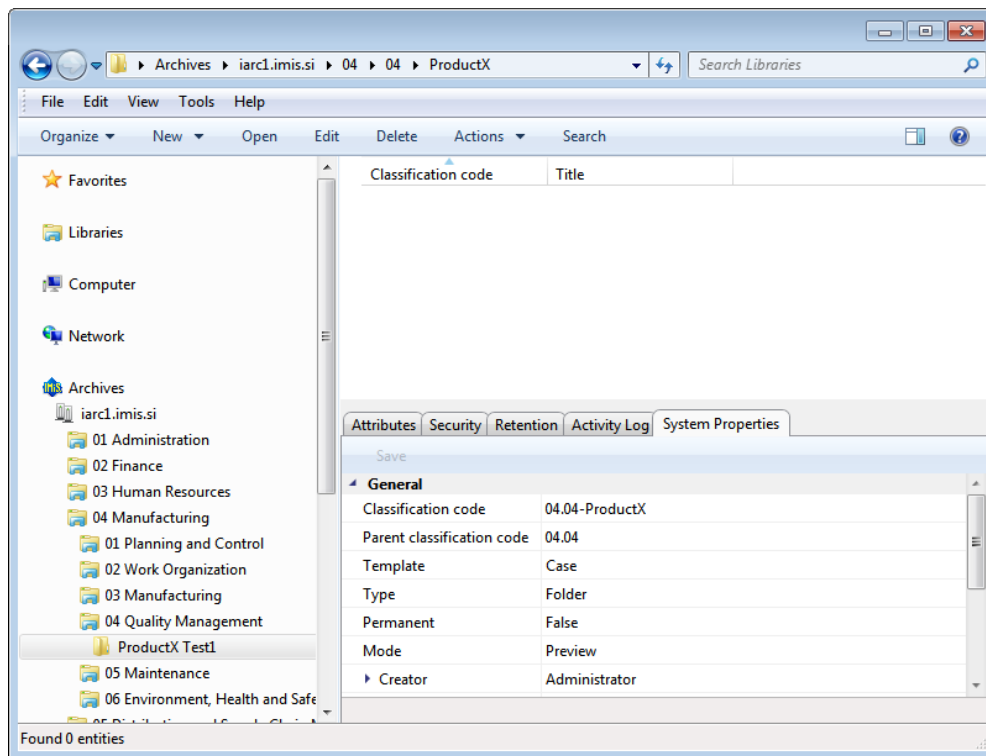 Archives iarc1.imis.si 04 04 ProductX
Search Libraries
File Edit View Tools Help
Organize New Open Edit Delete Actions Search
Favorites
Libraries
Computer
Network
Archives
iarc1.imis.si
01 Administration
02 Finance
03 Human Resources
04 Manufacturing
01 Planning and Control
02 Work Organization
03 Manufacturing
04 Quality Management
ProductX Test1
05 Maintenance
06 Environment, Health and Safe
Classification code Title
Attributes Security Retention Activity Log System Properties
Save
General
Classification code 04.04-ProductX
Parent classification code 04.04
Template Case
Type Folder
Permanent False
Mode Preview
Creator Administrator
Found 0 entities